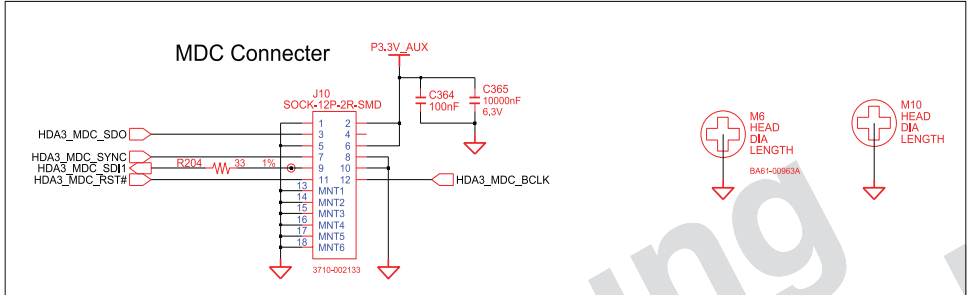 MDC Connecter
P3.3V_AUX
J10
SOCK-12P-2R-SMD
C364
100nF
C365
10000nF
6.3V
HDA3_MDC_SDO
HDA3_MDC_SYNC
HDA3_MDC_SDI1
HDA3_MDC_RST#
R204 33 1%
1 2
3 4
5 6
7 8
9 10
11 12
13 MNT1
14 MNT2
15 MNT3
16 MNT4
17 MNT5
18 MNT6
HDA3_MDC_BCLK
3710-002133
M6
HEAD
DIA
LENGTH
BA61-00963A
M10
HEAD
DIA
LENGTH